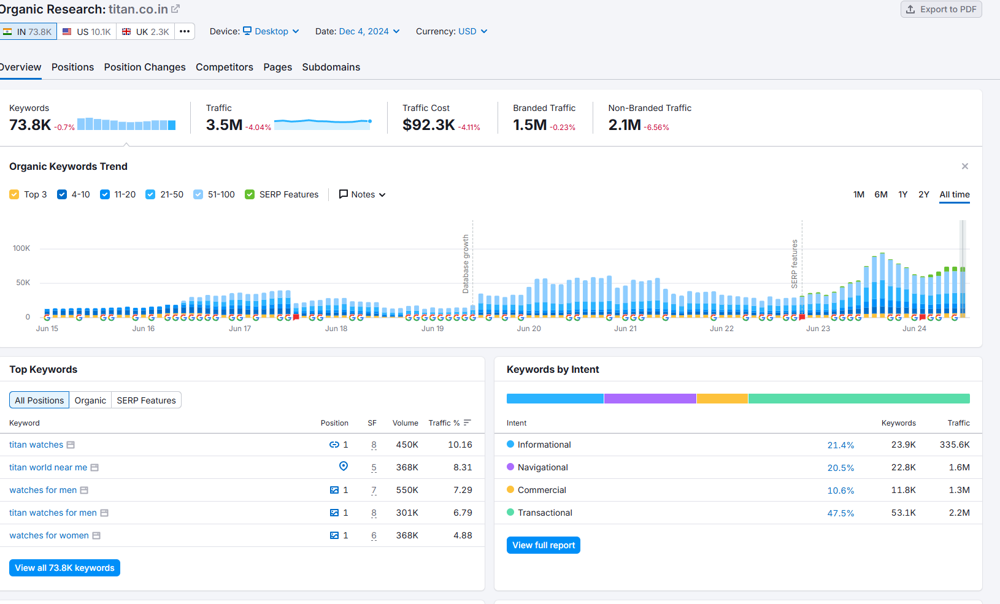 Organic Research: titan.co.in
Export to PDF
IN 73.8K US 10.1K UK 2.3K ••• Device: Desktop Date: Dec 4, 2024 Currency: USD
Overview Positions Position Changes Competitors Pages Subdomains
Keywords Traffic Traffic Cost Branded Traffic Non-Branded Traffic
73.8K -0.7% 3.5M -4.04% $92.3K -4.11% 1.5M -0.23% 2.1M -6.56%
Organic Keywords Trend
Top 3 4-10 11-20 21-50 51-100 SERP Features Notes 1M 6M 1Y 2Y All time
100K
50K
0
Database growth
SERP features
Jun 15 Jun 16 Jun 17 Jun 18 Jun 19 Jun 20 Jun 21 Jun 22 Jun 23 Jun 24
Top Keywords
All Positions Organic SERP Features
Keyword Position SF Volume Traffic %
titan watches 1 8 450K 10.16
titan world near me 5 368K 8.31
watches for men 1 7 550K 7.29
titan watches for men 1 8 301K 6.79
watches for women 1 6 368K 4.88
View all 73.8K keywords
Keywords by Intent
Intent Keywords Traffic
Informational 21.4% 23.9K 335.6K
Navigational 20.5% 22.8K 1.6M
Commercial 10.6% 11.8K 1.3M
Transactional 47.5% 53.1K 2.2M
View full report